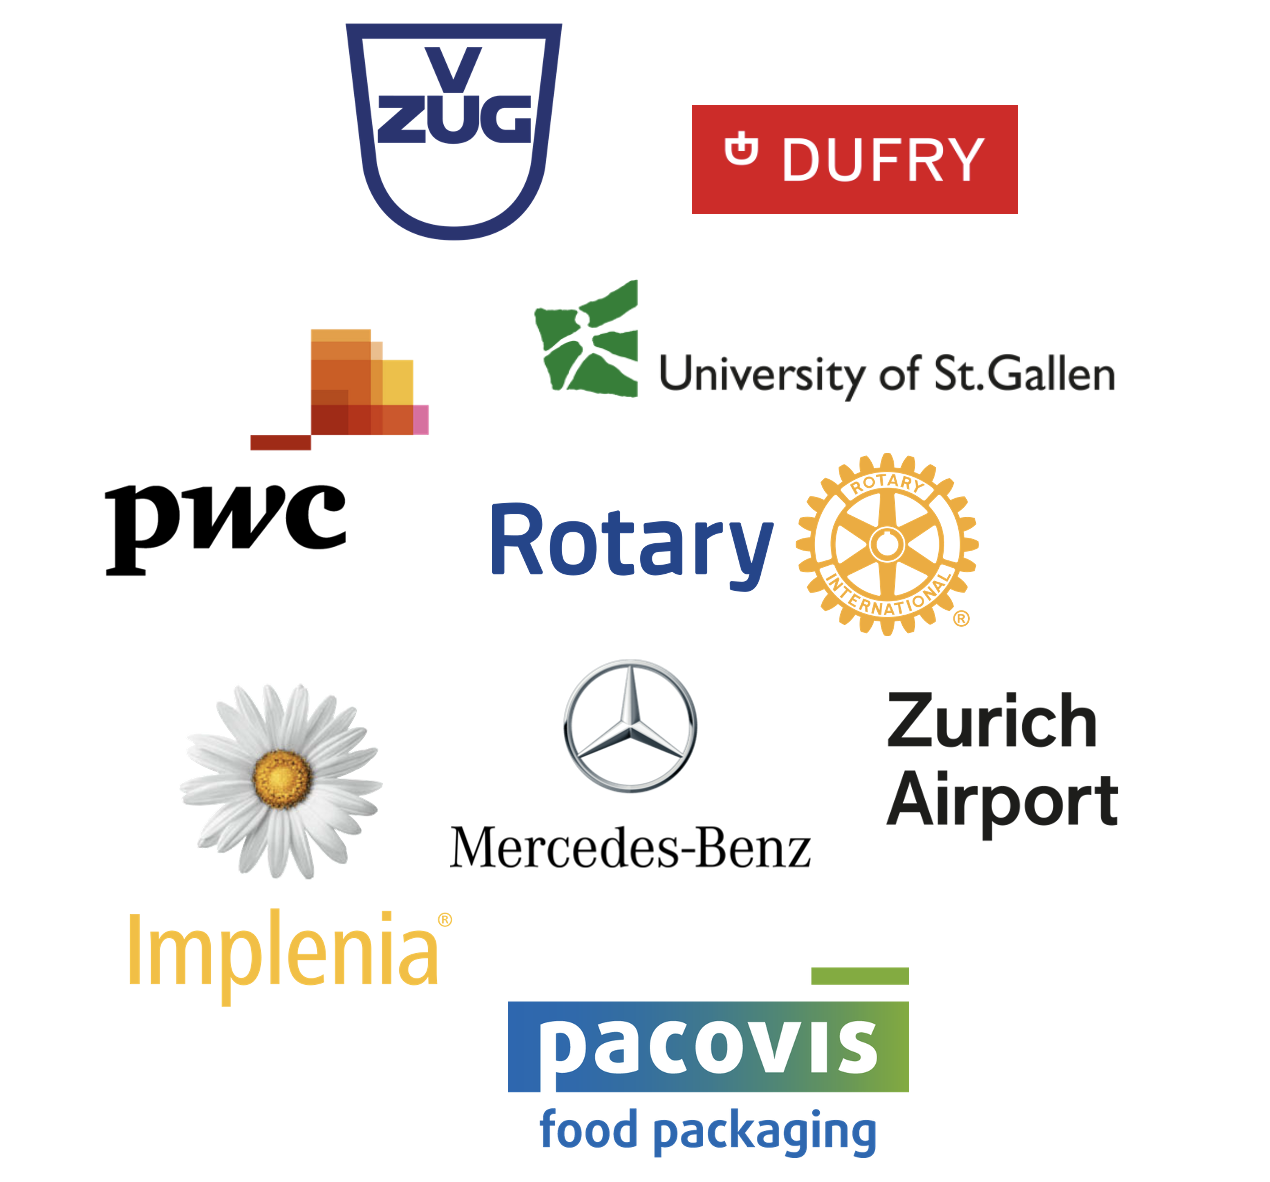 V
ZUG
DUFRY
University of St.Gallen
pwc
Rotary
ROTARY
INTERNATIONAL
®
Mercedes-Benz
Zurich
Airport
Implenia®
pacovis
food packaging